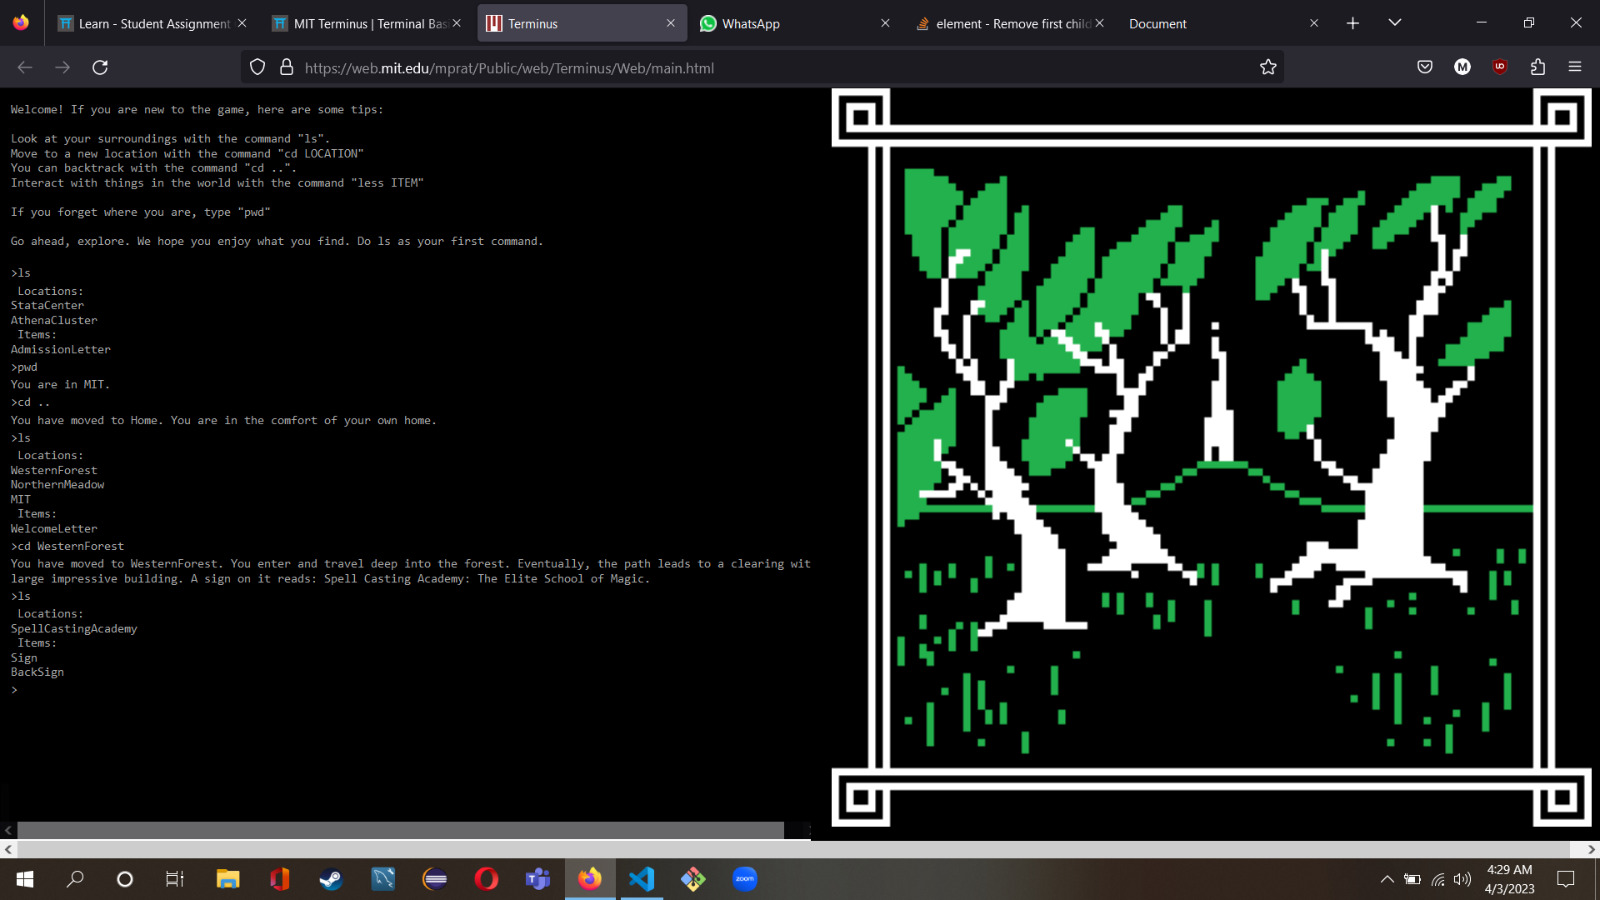 Learn - Student Assignment
MIT Terminus | Terminal Bas
Terminus
WhatsApp
element - Remove first child
Document
https://web.mit.edu/mprat/Public/web/Terminus/Web/main.html
M
Welcome! If you are new to the game, here are some tips:
Look at your surroundings with the command "ls".
Move to a new location with the command "cd LOCATION"
You can backtrack with the command "cd ..".
Interact with things in the world with the command "less ITEM"
If you forget where you are, type "pwd"
Go ahead, explore. We hope you enjoy what you find. Do ls as your first command.
>ls
Locations:
StataCenter
AthenaCluster
Items:
AdmissionLetter
>pwd
You are in MIT.
>cd ..
You have moved to Home. You are in the comfort of your own home.
>ls
Locations:
WesternForest
NorthernMeadow
MIT
Items:
WelcomeLetter
>cd WesternForest
You have moved to WesternForest. You enter and travel deep into the forest. Eventually, the path leads to a clearing wit
large impressive building. A sign on it reads: Spell Casting Academy: The Elite School of Magic.
>ls
Locations:
SpellCastingAcademy
Items:
Sign
BackSign
>
zoom
4:29 AM
4/3/2023